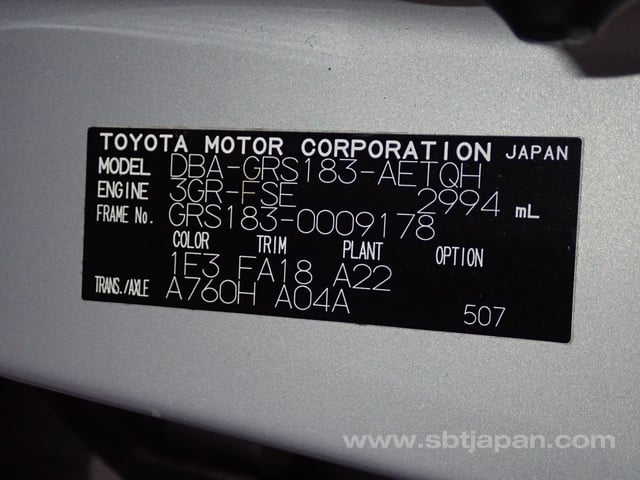 TOYOTA MOTOR CORPORATION JAPAN
MODEL DBA-GRS183-AETQH
ENGINE 3GR-FSE 2994 mL
FRAME No. GRS183-0009178
COLOR TRIM PLANT OPTION
1E3 FA18 A22
TRANS./AXLE A760H A04A
507
www.sbtjapan.com